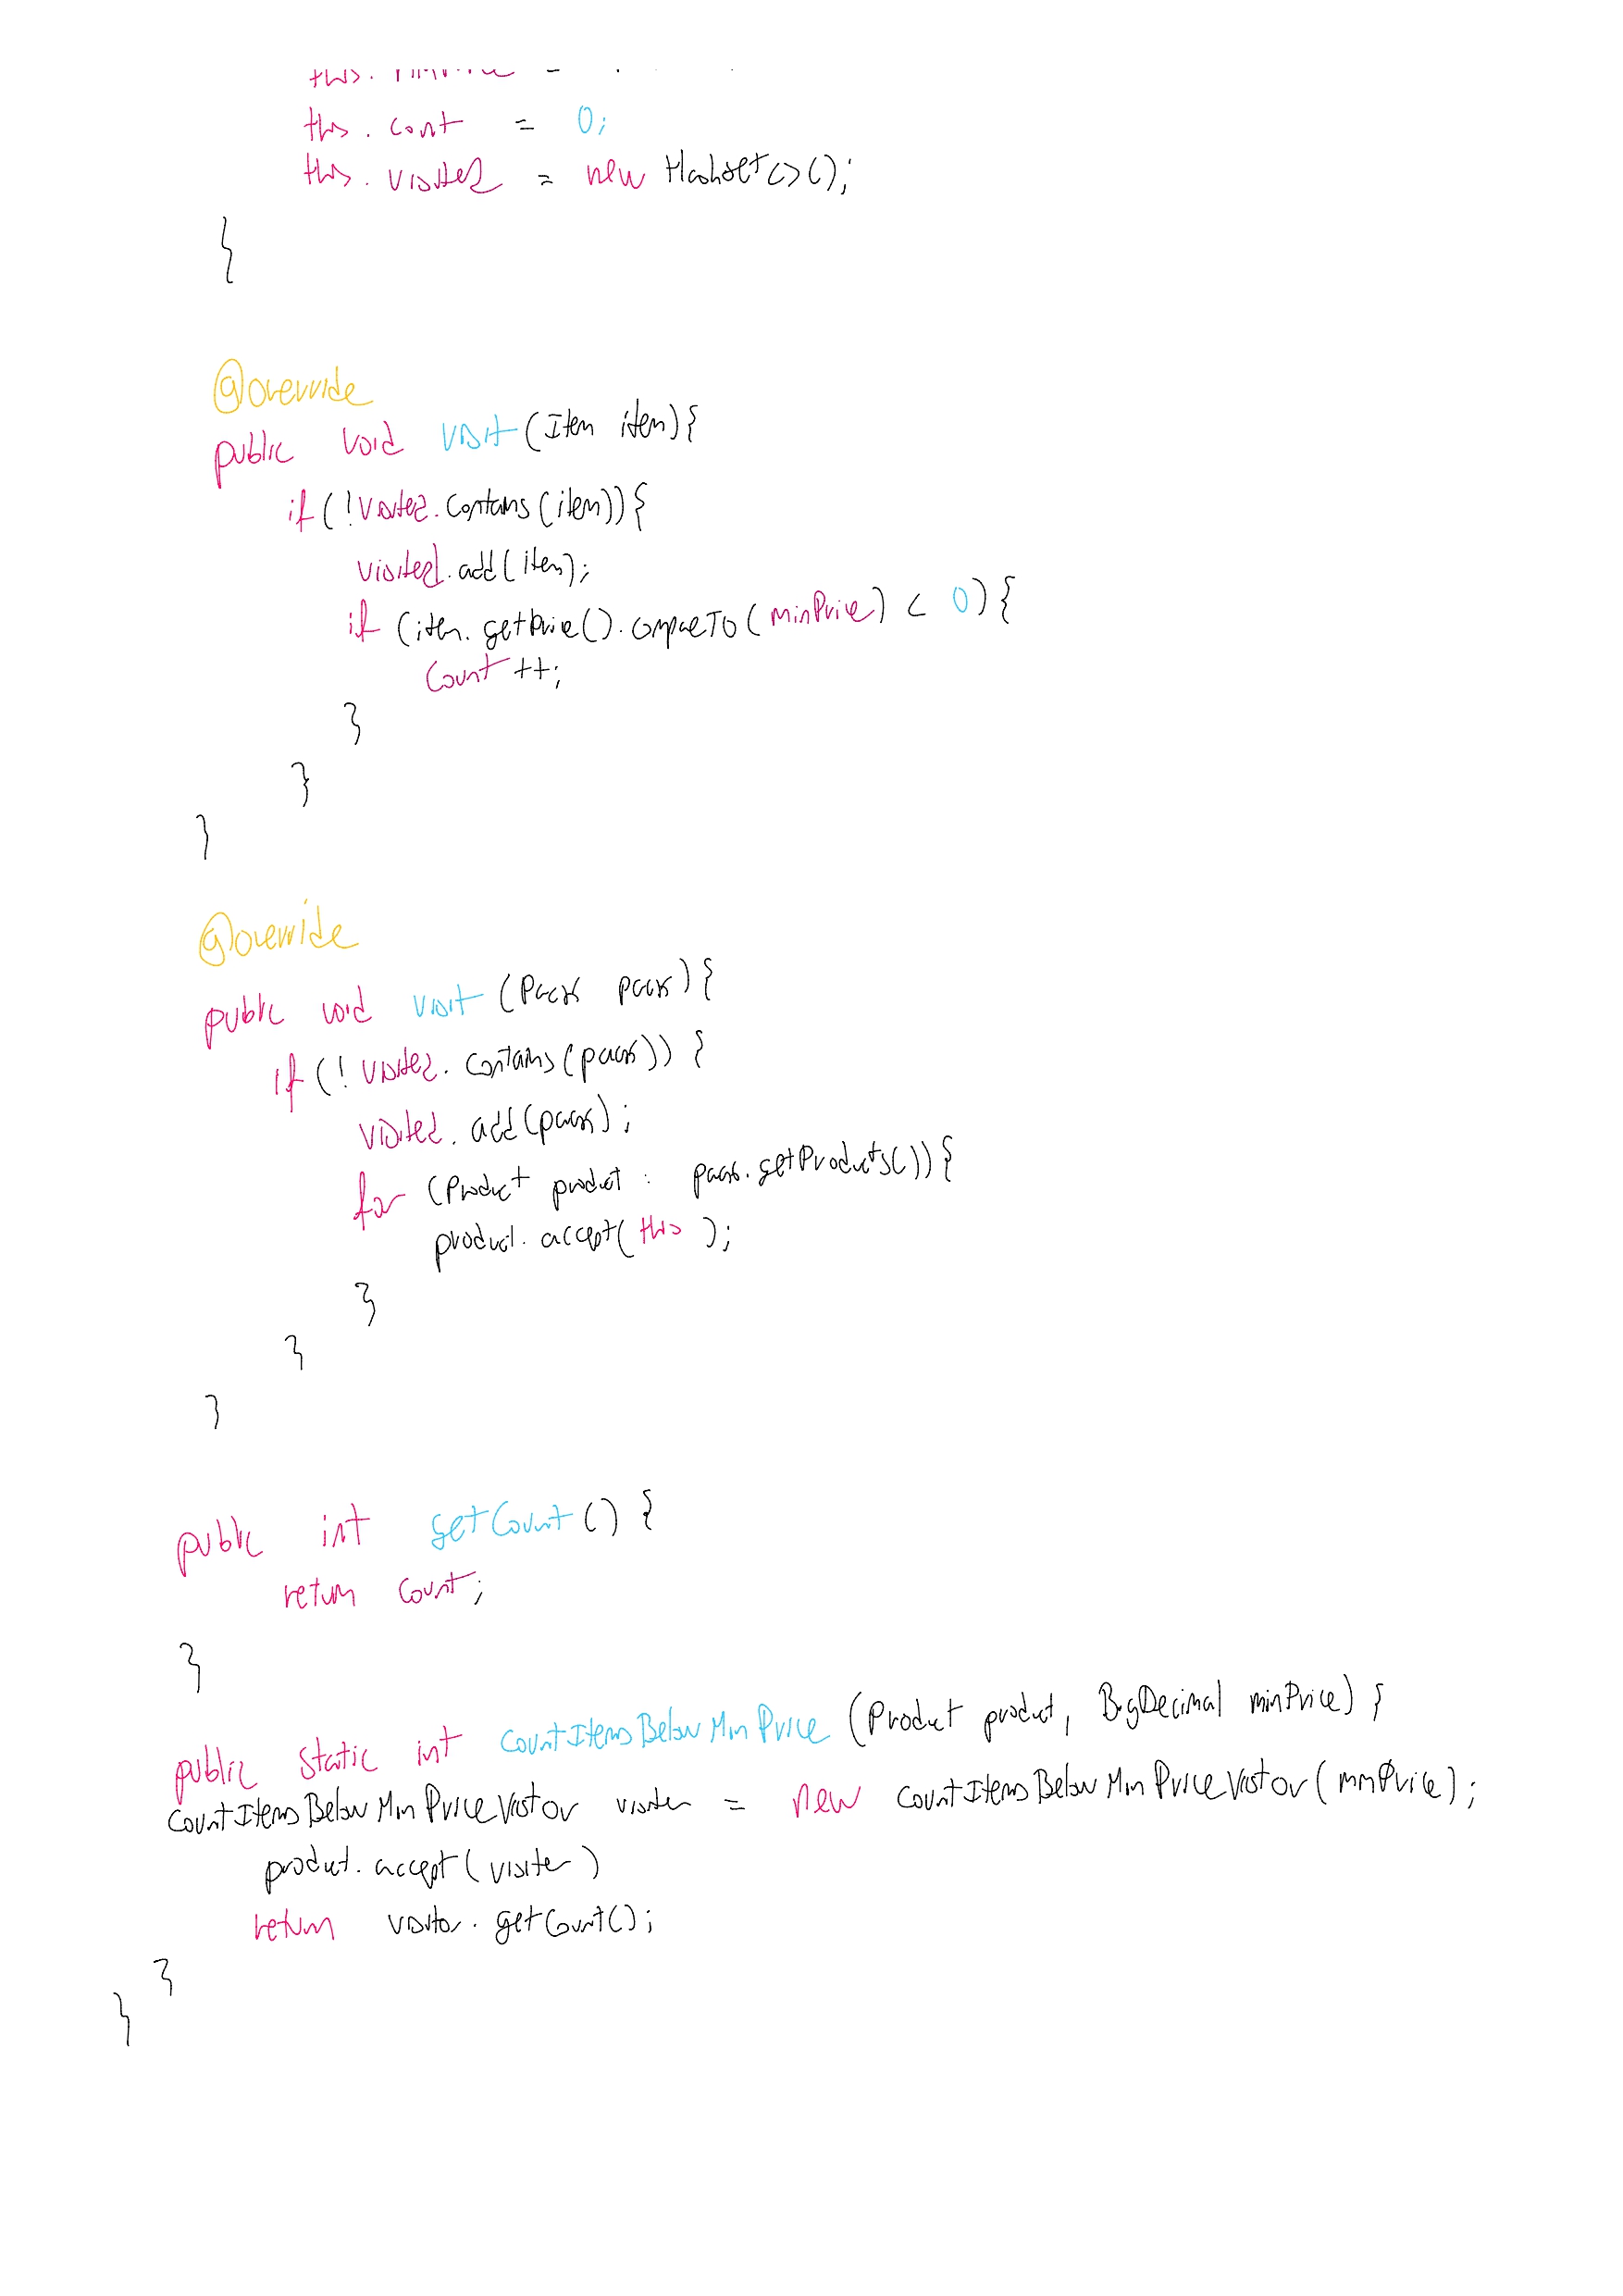 this.
this.cont = 0;
this.visited = new HashSet<>();
}
@override
public void visit(Item item){
if(!visited.contains(item)){
visited.add(item);
if (item.getPrice().compareTo(minPrice) < 0){
count ++;
}
}
}
@override
public void visit (Pack pack){
if(! visited.contains(pack)) {
visited.add(pack);
for (Product product : pack.getProducts()){
product.accept(this );
}
}
}
public int getCount() {
return count;
}
public static int CountItemsBelowMinPrice (Product product, BigDecimal minPrice) {
CountItemsBelowMinPriceVisitor visitor = new CountItemsBelowMinPriceVisitor(minPrice);
product.accept(visitor)
return visitor.getCount();
}
}